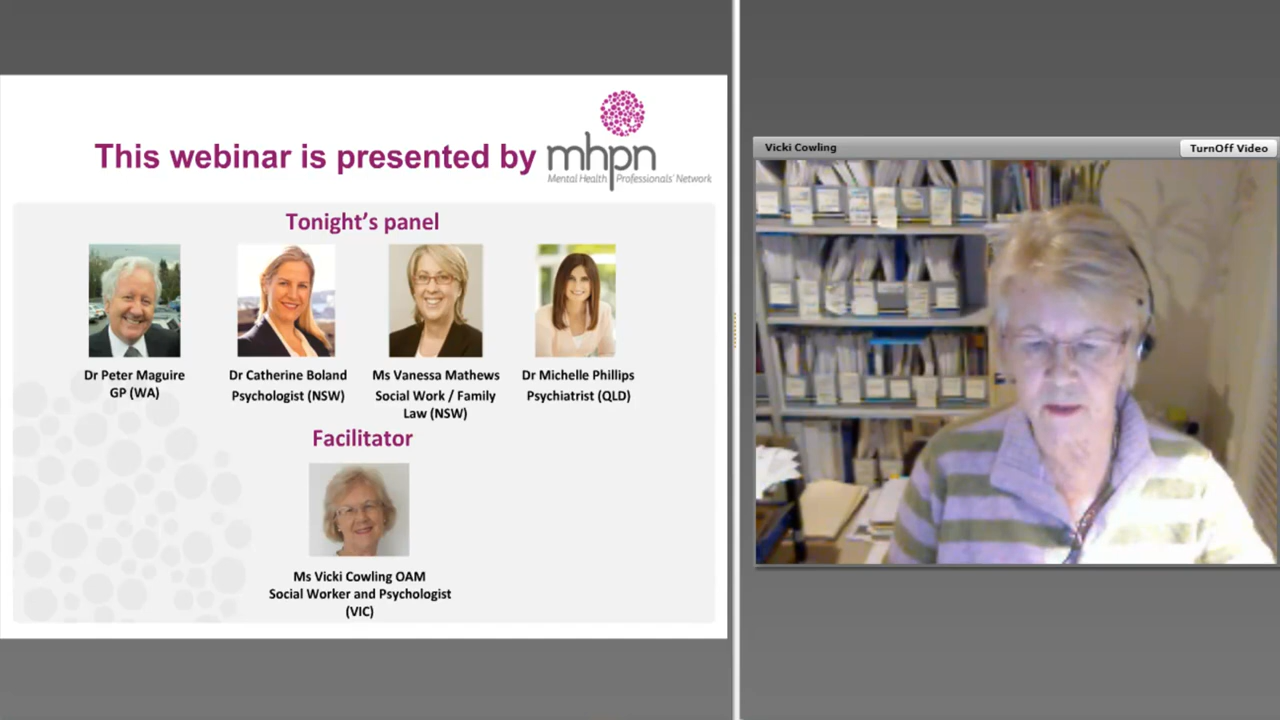 This webinar is presented by
mhpn
Mental Health Professionals' Network
Tonight's panel
Dr Peter Maguire
GP (WA)
Dr Catherine Boland
Psychologist (NSW)
Ms Vanessa Mathews
Social Work / Family
Law (NSW)
Dr Michelle Phillips
Psychiatrist (QLD)
Facilitator
Ms Vicki Cowling OAM
Social Worker and Psychologist
(VIC)
Vicki Cowling
TurnOff Video